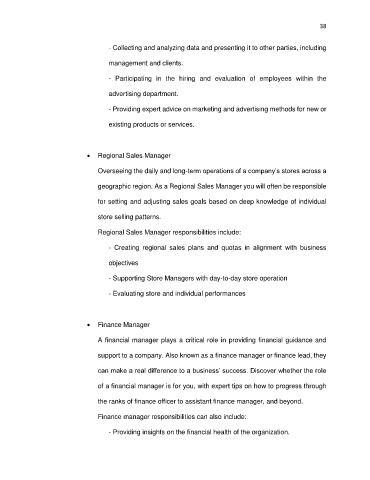 38
- Collecting and analyzing data and presenting it to other parties, including
management and clients.
- Participating in the hiring and evaluation of employees within the
advertising department.
- Providing expert advice on marketing and advertising methods for new or
existing products or services.
• Regional Sales Manager
Overseeing the daily and long-term operations of a company's stores across a
geographic region. As a Regional Sales Manager you will often be responsible
for setting and adjusting sales goals based on deep knowledge of individual
store selling patterns.
Regional Sales Manager responsibilities include:
- Creating regional sales plans and quotas in alignment with business
objectives
- Supporting Store Managers with day-to-day store operation
- Evaluating store and individual performances
• Finance Manager
A financial manager plays a critical role in providing financial guidance and
support to a company. Also known as a finance manager or finance lead, they
can make a real difference to a business' success. Discover whether the role
of a financial manager is for you, with expert tips on how to progress through
the ranks of finance officer to assistant finance manager, and beyond.
Finance manager responsibilities can also include:
- Providing insights on the financial health of the organization.